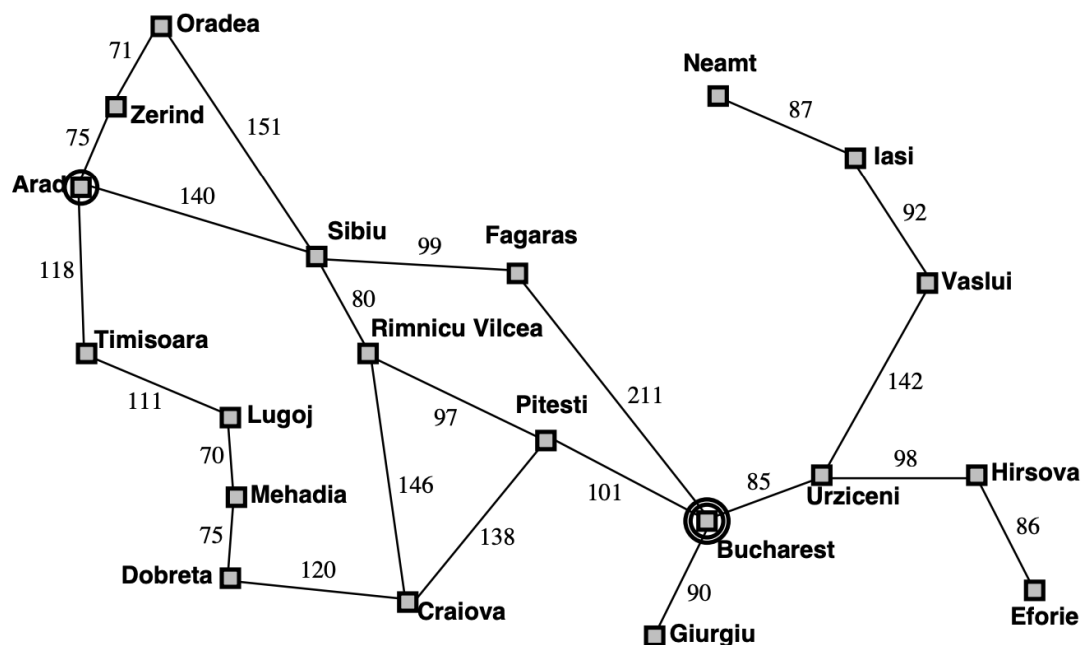 Oradea
71
Neamt
87
Zerind
75
151
Iasi
Arad
140
92
Sibiu
99
Fagaras
118
80
Vaslui
Timisoara
Rimnicu Vilcea
142
111
Lugoj
97
Pitesti
211
70
98
Hirsova
85
Urziceni
Mehadia
146
101
75
138
86
Bucharest
Dobreta
120
90
Craiova
Eforie
Giurgiu